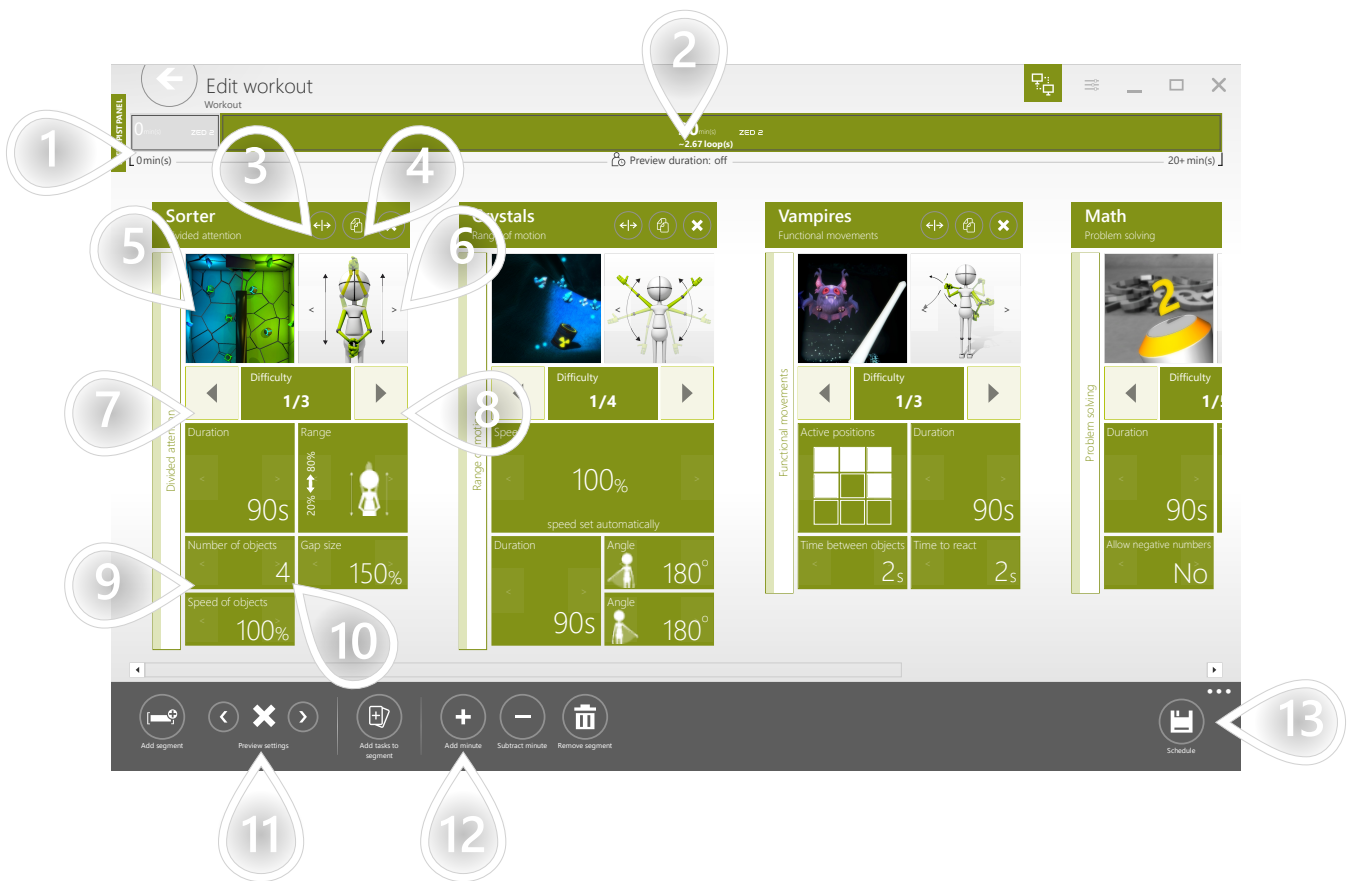 2
Edit workout
Workout
1
0min(s) ZED 2
min(s) ZED 2
~2.67 loop(s)
0min(s)
Preview duration: off
20+ min(s)
3
4
Sorter
Divided attention
Crystals
Range of motion
Vampires
Functional movements
Math
Problem solving
5
6
2
7
8
Difficulty
1/3
Difficulty
1/4
Difficulty
1/3
Difficulty
Divided attention
Duration
90s
Range
20% 80%
Number of objects
4
Gap size
150%
Speed of objects
100%
Range of motion
Speed
100%
speed set automatically
Duration
90s
Angle
180°
Angle
180°
Functional movements
Active positions
Duration
90s
Time between objects
2s
Time to react
2s
Problem solving
Duration
90s
Allow negative numbers
No
9
10
Add segment
Preview settings
Add tasks to
segment
Add minute
Subtract minute
Remove segment
Schedule
13
11
12